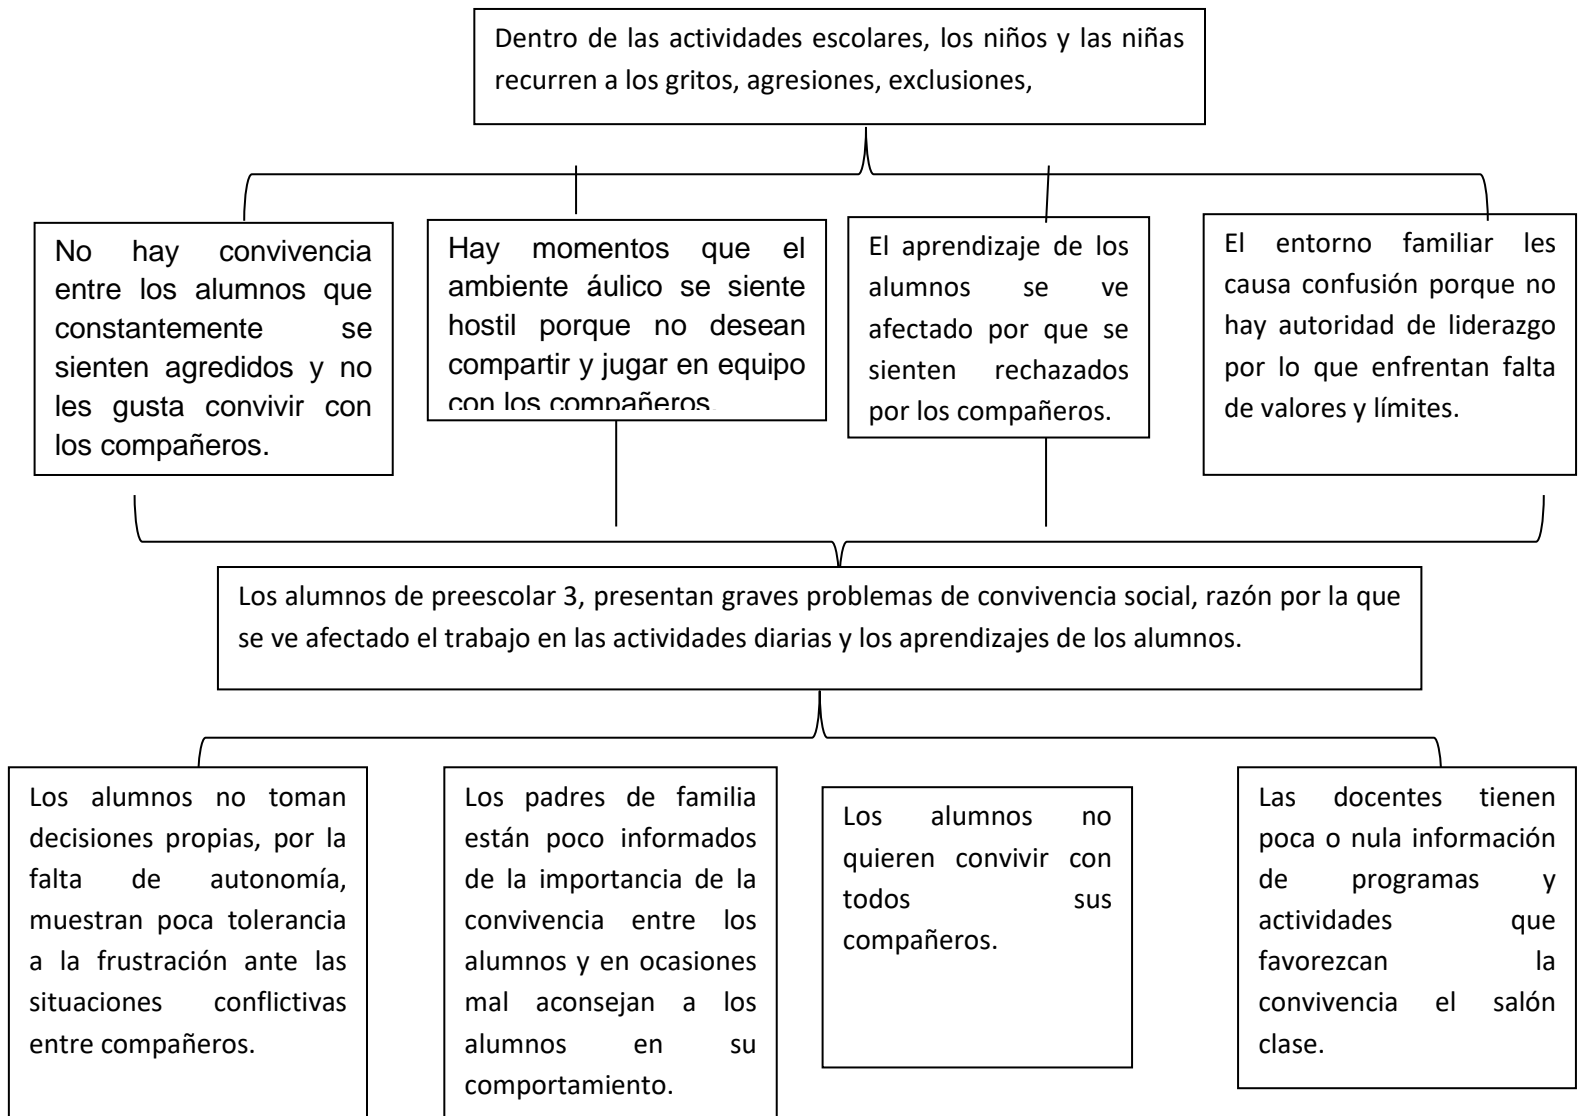 Dentro de las actividades escolares, los niños y las niñas
recurren a los gritos, agresiones, exclusiones,
No hay convivencia
entre los alumnos que
constantemente se
sienten agredidos y no
les gusta convivir con
los compañeros.
Hay momentos que el
ambiente áulico se siente
hostil porque no desean
compartir y jugar en equipo
con los compañeros.
El aprendizaje de los
alumnos se ve
afectado por que se
sienten rechazados
por los compañeros.
El entorno familiar les
causa confusión porque no
hay autoridad de liderazgo
por lo que enfrentan falta
de valores y límites.
Los alumnos de preescolar 3, presentan graves problemas de convivencia social, razón por la que
se ve afectado el trabajo en las actividades diarias y los aprendizajes de los alumnos.
Los alumnos no toman
decisiones propias, por la
falta de autonomía,
muestran poca tolerancia
a la frustración ante las
situaciones conflictivas
entre compañeros.
Los padres de familia
están poco informados
de la importancia de la
convivencia entre los
alumnos y en ocasiones
mal aconsejan a los
alumnos en su
comportamiento.
Los alumnos no
quieren convivir con
todos sus
compañeros.
Las docentes tienen
poca o nula información
de programas y
actividades que
favorezcan la
convivencia el salón
clase.